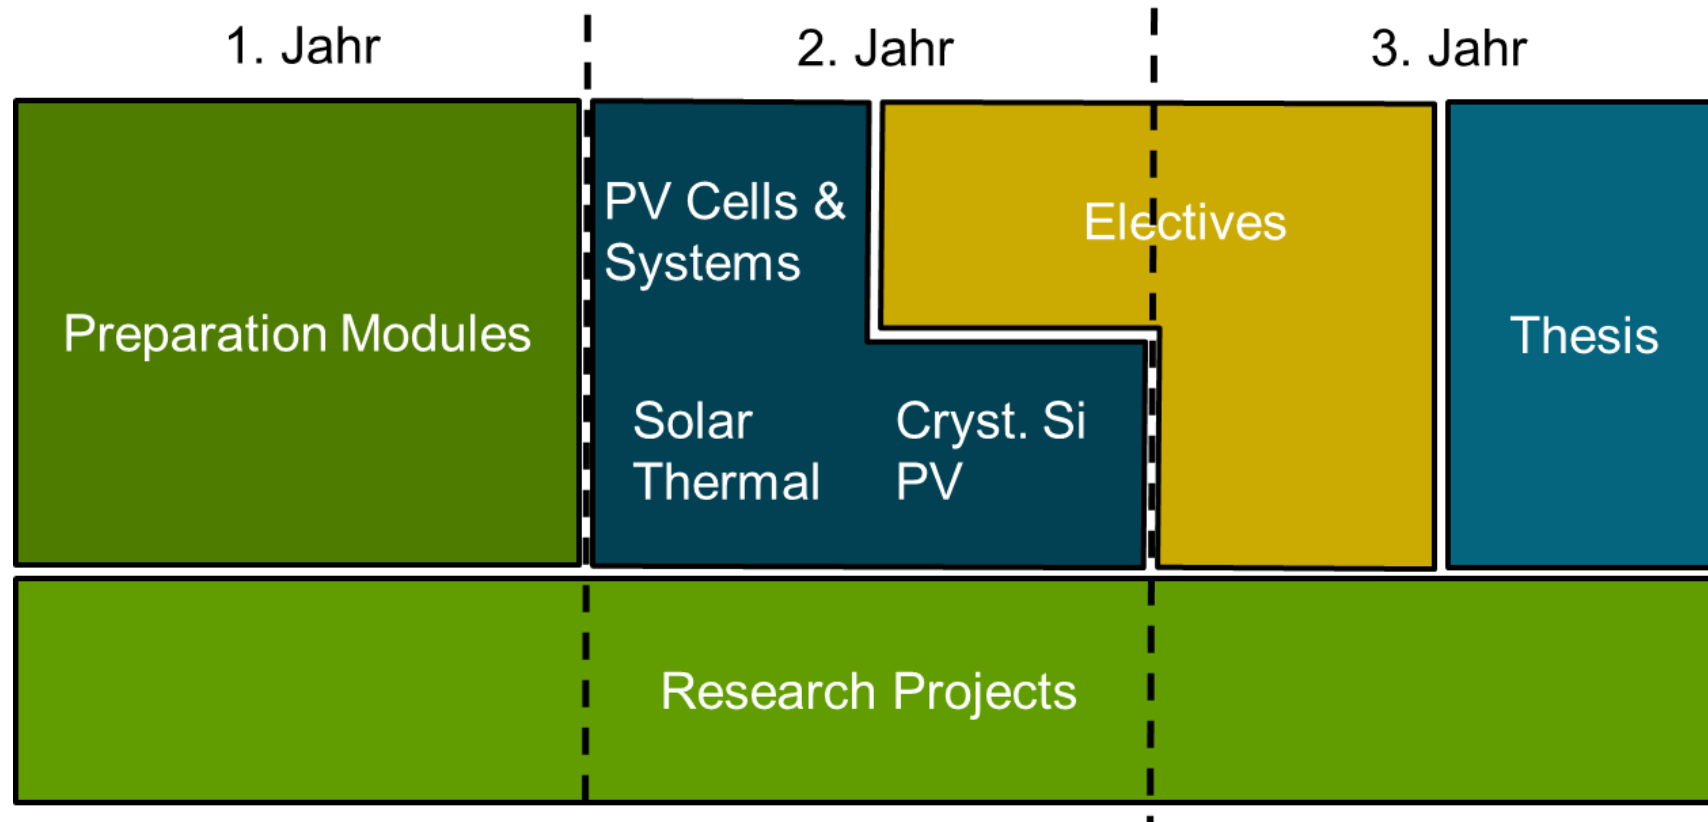 1. Jahr
2. Jahr
3. Jahr
Preparation Modules
PV Cells &
Systems
Solar
Thermal
Cryst. Si
PV
Electives
Thesis
Research Projects